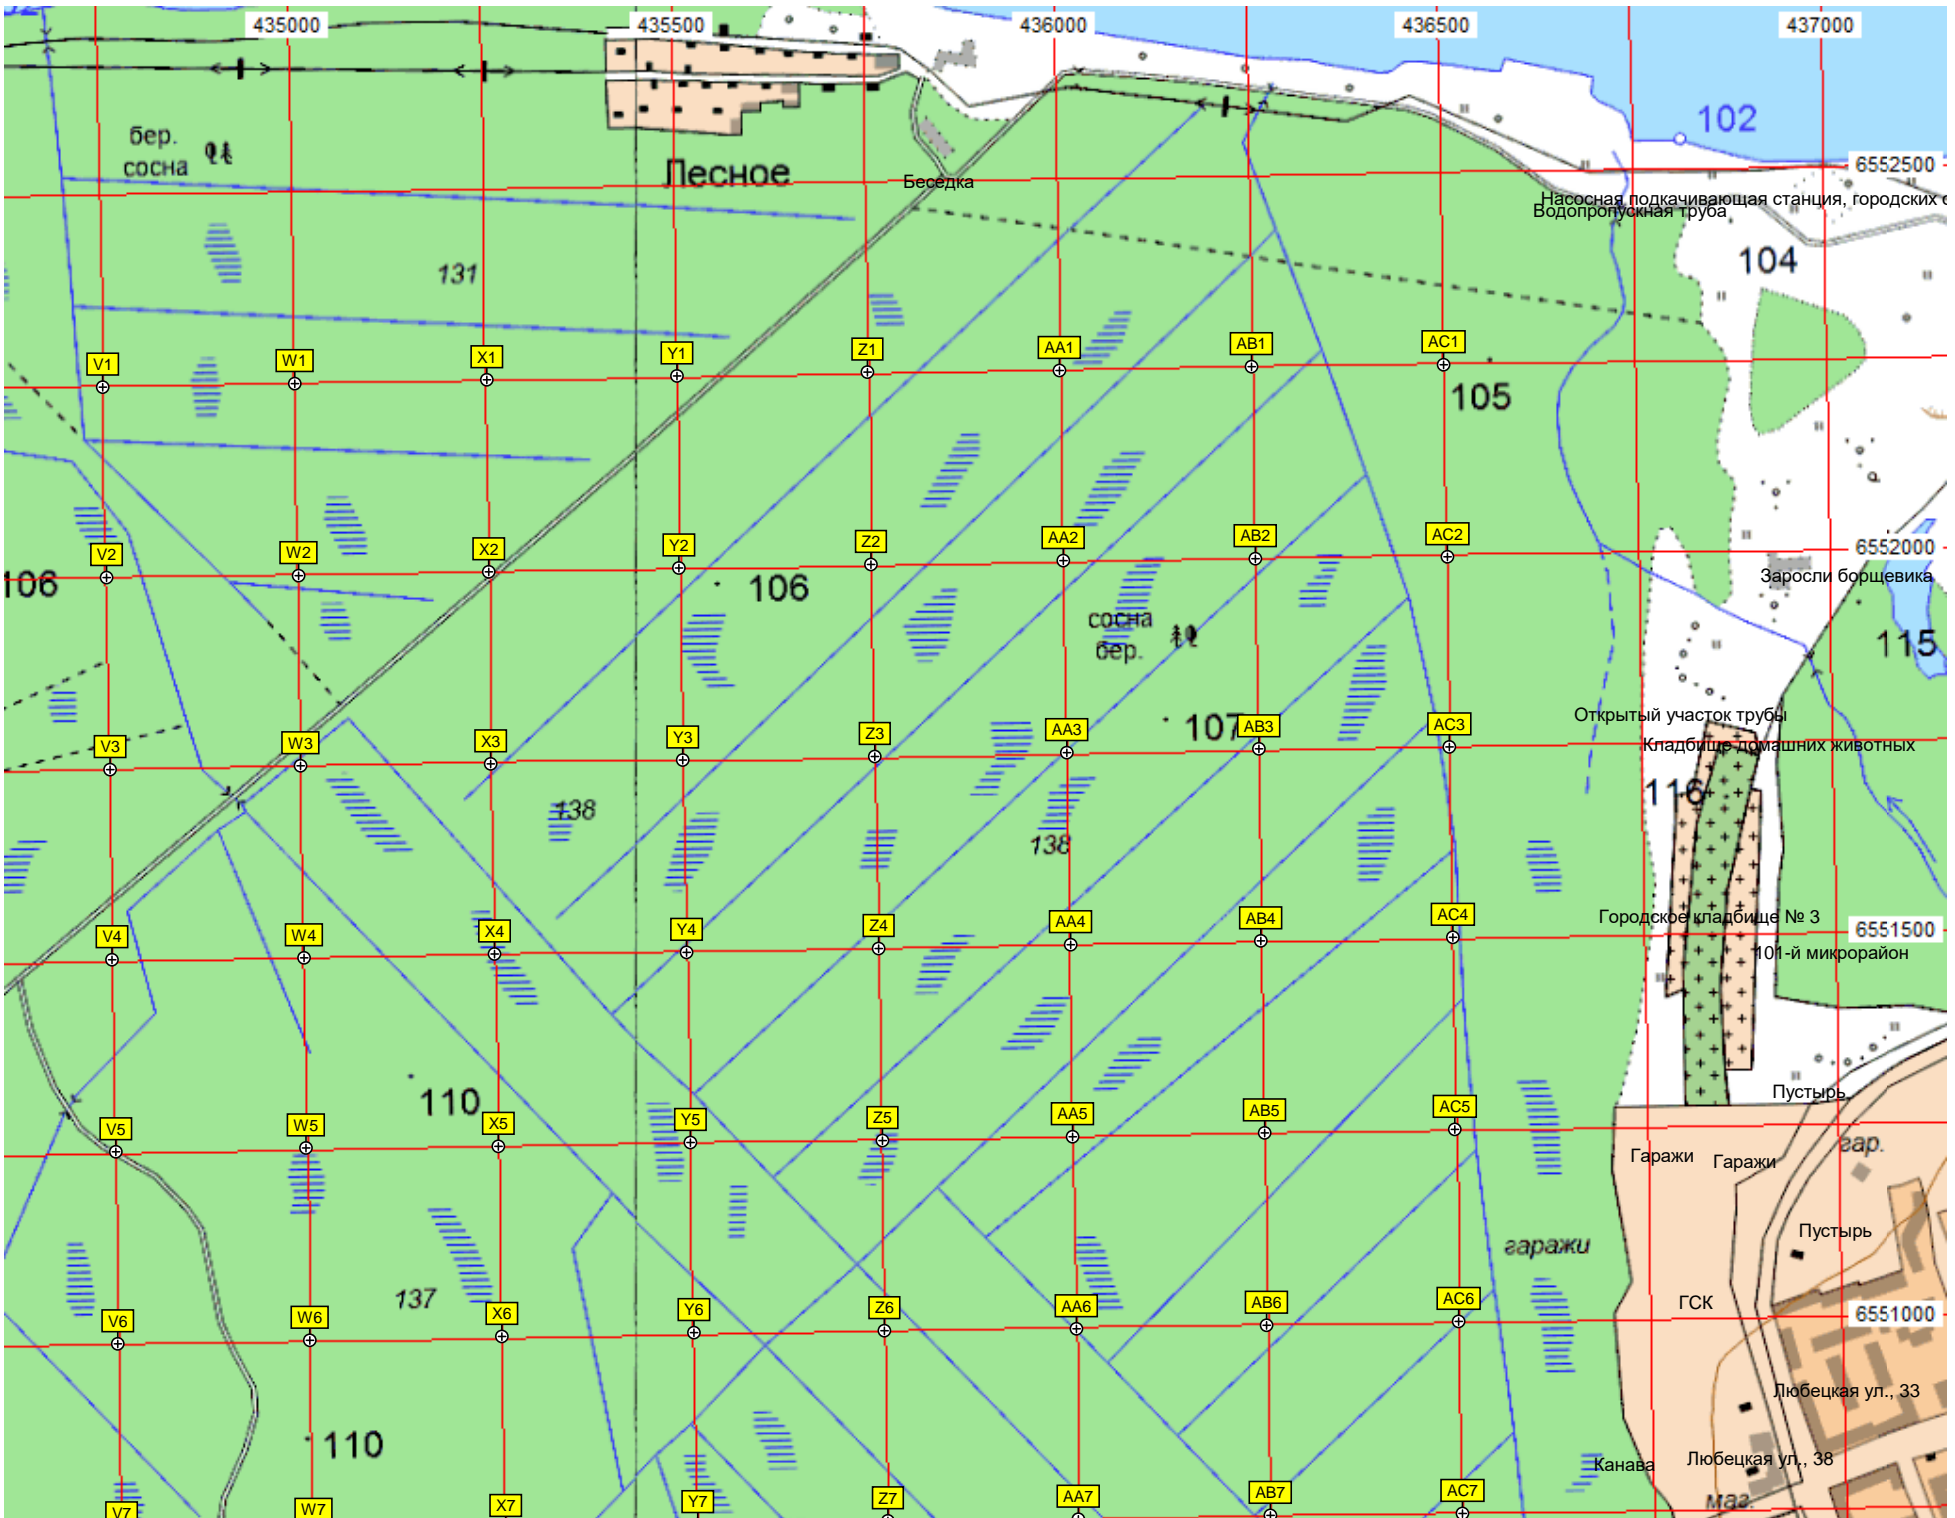 435000 435500 436000 436500 437000
102
бер.
сосна
Лесное
Беседка
6552500
Насосная подкачивающая станция, городских
Водопропускная труба
104
131
V1 W1 X1 Y1 Z1 AA1 AB1 AC1
105
V2 W2 X2 Y2 Z2 AA2 AB2 AC2
6552000
106
106
Заросли борщевика
сосна
бер.
115
107
Открытый участок трубы
V3 W3 X3 Y3 Z3 AA3 AB3 AC3
Кладбище домашних животных
116
138
138
V4 W4 X4 Y4 Z4 AA4 AB4 AC4
Городское кладбище № 3
6551500
101-й микрорайон
110
Пустырь
V5 W5 X5 Y5 Z5 AA5 AB5 AC5
гар.
Гаражи
Гаражи
Пустырь
гаражи
137
ГСК
V6 W6 X6 Y6 Z6 AA6 AB6 AC6
6551000
Любецкая ул., 33
110
Любецкая ул., 38
Канава
маг.
V7 W7 X7 Y7 Z7 AA7 AB7 AC7